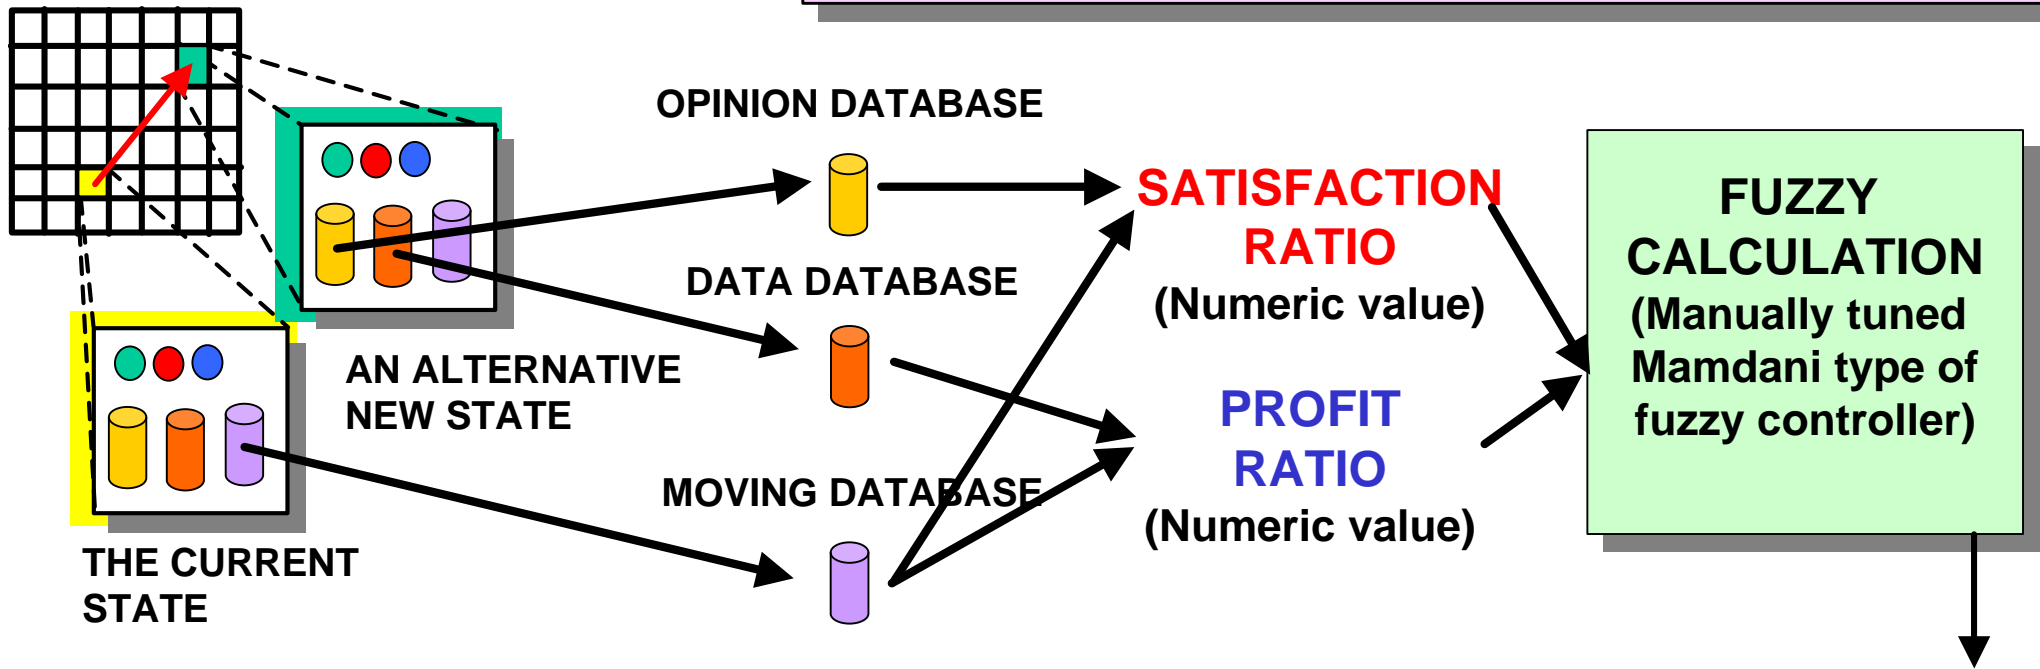 OPINION DATABASE
DATA DATABASE
MOVING DATABASE
AN ALTERNATIVE
NEW STATE
THE CURRENT
STATE
SATISFACTION
RATIO
(Numeric value)
PROFIT
RATIO
(Numeric value)
FUZZY
CALCULATION
(Manually tuned
Mamdani type of
fuzzy controller)